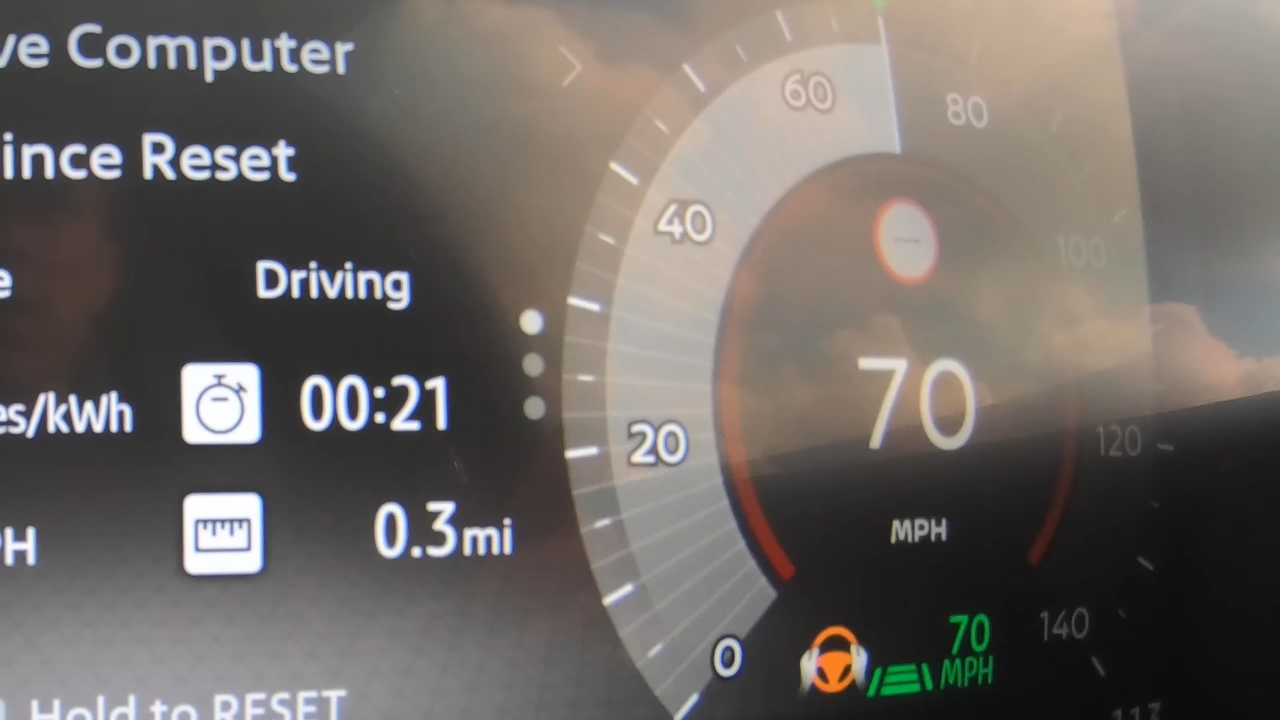 ve Computer
ince Reset
e Driving
es/kWh 00:21
PH 0.3mi
Hold to RESET
0
20
40
60
80
100
120
140
70
MPH
70
MPH